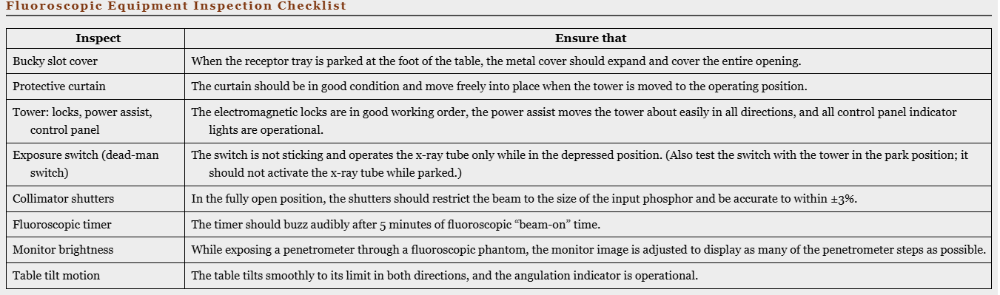 Fluoroscopic Equipment Inspection Checklist
Inspect Ensure that
Bucky slot cover When the receptor tray is parked at the foot of the table, the metal cover should expand and cover the entire opening.
Protective curtain The curtain should be in good condition and move freely into place when the tower is moved to the operating position.
Tower: locks, power assist, The electromagnetic locks are in good working order, the power assist moves the tower about easily in all directions, and all control panel indicator
control panel lights are operational.
Exposure switch (dead-man The switch is not sticking and operates the x-ray tube only while in the depressed position. (Also test the switch with the tower in the park position; it
switch) should not activate the x-ray tube while parked.)
Collimator shutters In the fully open position, the shutters should restrict the beam to the size of the input phosphor and be accurate to within ±3%.
Fluoroscopic timer The timer should buzz audibly after 5 minutes of fluoroscopic “beam-on” time.
Monitor brightness While exposing a penetrometer through a fluoroscopic phantom, the monitor image is adjusted to display as many of the penetrometer steps as possible.
Table tilt motion The table tilts smoothly to its limit in both directions, and the angulation indicator is operational.